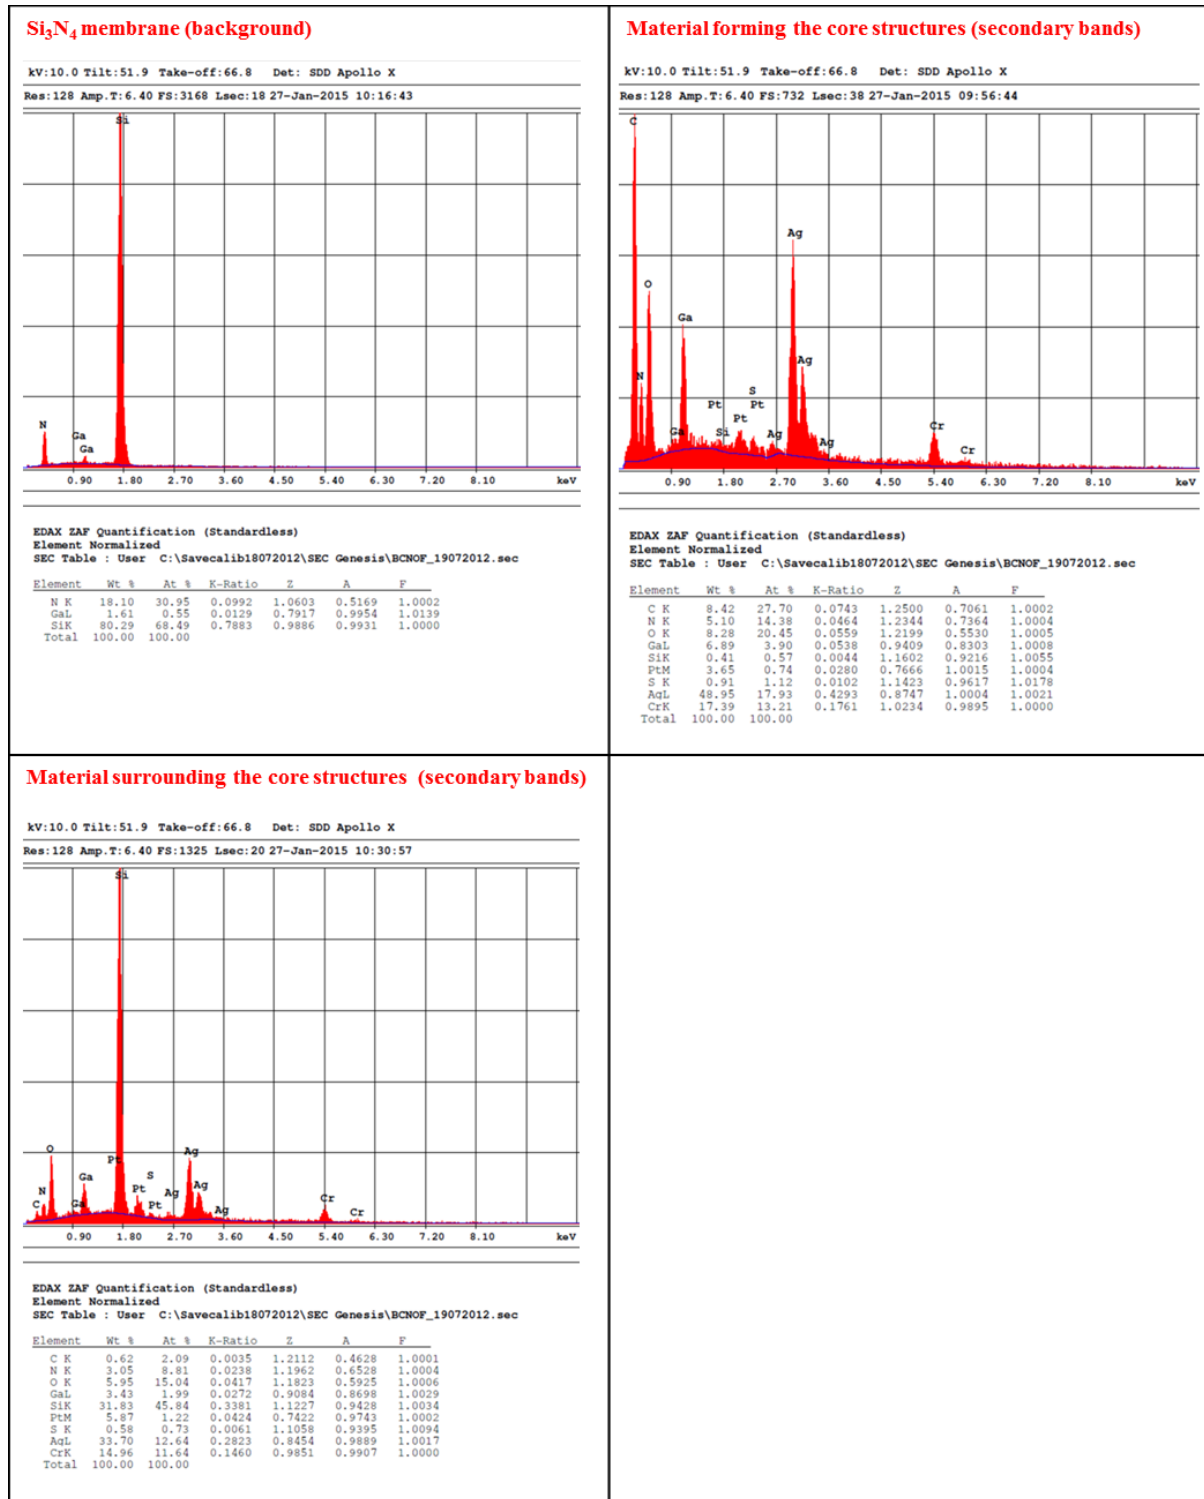 Si₃N₄ membrane (background)
kV:10.0 Tilt:51.9 Take-off:66.8 Det: SDD Apollo X
Res:128 Amp.T:6.40 FS:3168 Lsec:18 27-Jan-2015 10:16:43
Si
N
Ga
Ga
0.90 1.80 2.70 3.60 4.50 5.40 6.30 7.20 8.10 keV
EDAX ZAF Quantification (Standardless)
Element Normalized
SEC Table : User C:\Savecalib18072012\SEC Genesis\BCNOF_19072012.sec
Element Wt % At % K-Ratio Z A F
N K 18.10 30.95 0.0992 1.0603 0.5169 1.0002
GaL 1.61 0.55 0.0129 0.7917 0.9954 1.0139
SiK 80.29 68.49 0.7883 0.9886 0.9931 1.0000
Total 100.00 100.00
Material forming the core structures (secondary bands)
kV:10.0 Tilt:51.9 Take-off:66.8 Det: SDD Apollo X
Res:128 Amp.T:6.40 FS:732 Lsec:38 27-Jan-2015 09:56:44
C
Ag
O
Ga
Ag
N
S
Pt Pt
Pt
Ga Si Ag Ag
Cr
Cr
0.90 1.80 2.70 3.60 4.50 5.40 6.30 7.20 8.10 keV
EDAX ZAF Quantification (Standardless)
Element Normalized
SEC Table : User C:\Savecalib18072012\SEC Genesis\BCNOF_19072012.sec
Element Wt % At % K-Ratio Z A F
C K 8.42 27.70 0.0743 1.2500 0.7061 1.0002
N K 5.10 14.38 0.0464 1.2344 0.7364 1.0004
O K 8.28 20.45 0.0559 1.2199 0.5530 1.0005
GaL 6.89 3.90 0.0538 0.9409 0.8303 1.0008
SiK 0.41 0.57 0.0044 1.1602 0.9216 1.0055
PtM 3.65 0.74 0.0280 0.7666 1.0015 1.0004
S K 0.91 1.12 0.0102 1.1423 0.9617 1.0178
AgL 48.95 17.93 0.4293 0.8747 1.0004 1.0021
CrK 17.39 13.21 0.1761 1.0234 0.9895 1.0000
Total 100.00 100.00
Material surrounding the core structures (secondary bands)
kV:10.0 Tilt:51.9 Take-off:66.8 Det: SDD Apollo X
Res:128 Amp.T:6.40 FS:1325 Lsec:20 27-Jan-2015 10:30:57
Si
O
Ag
Pt
S
Ga
Pt Ag Ag
N
C Ga Pt Ag
Cr
Cr
0.90 1.80 2.70 3.60 4.50 5.40 6.30 7.20 8.10 keV
EDAX ZAF Quantification (Standardless)
Element Normalized
SEC Table : User C:\Savecalib18072012\SEC Genesis\BCNOF_19072012.sec
Element Wt % At % K-Ratio Z A F
C K 0.62 2.09 0.0035 1.2112 0.4628 1.0001
N K 3.05 8.81 0.0238 1.1962 0.6528 1.0004
O K 5.95 15.04 0.0417 1.1823 0.5925 1.0006
GaL 3.43 1.99 0.0272 0.9084 0.8698 1.0029
SiK 31.83 45.84 0.3381 1.1227 0.9428 1.0034
PtM 5.87 1.22 0.0424 0.7422 0.9743 1.0002
S K 0.58 0.73 0.0061 1.1058 0.9395 1.0094
AgL 33.70 12.64 0.2823 0.8454 0.9889 1.0017
CrK 14.96 11.64 0.1460 0.9851 0.9907 1.0000
Total 100.00 100.00